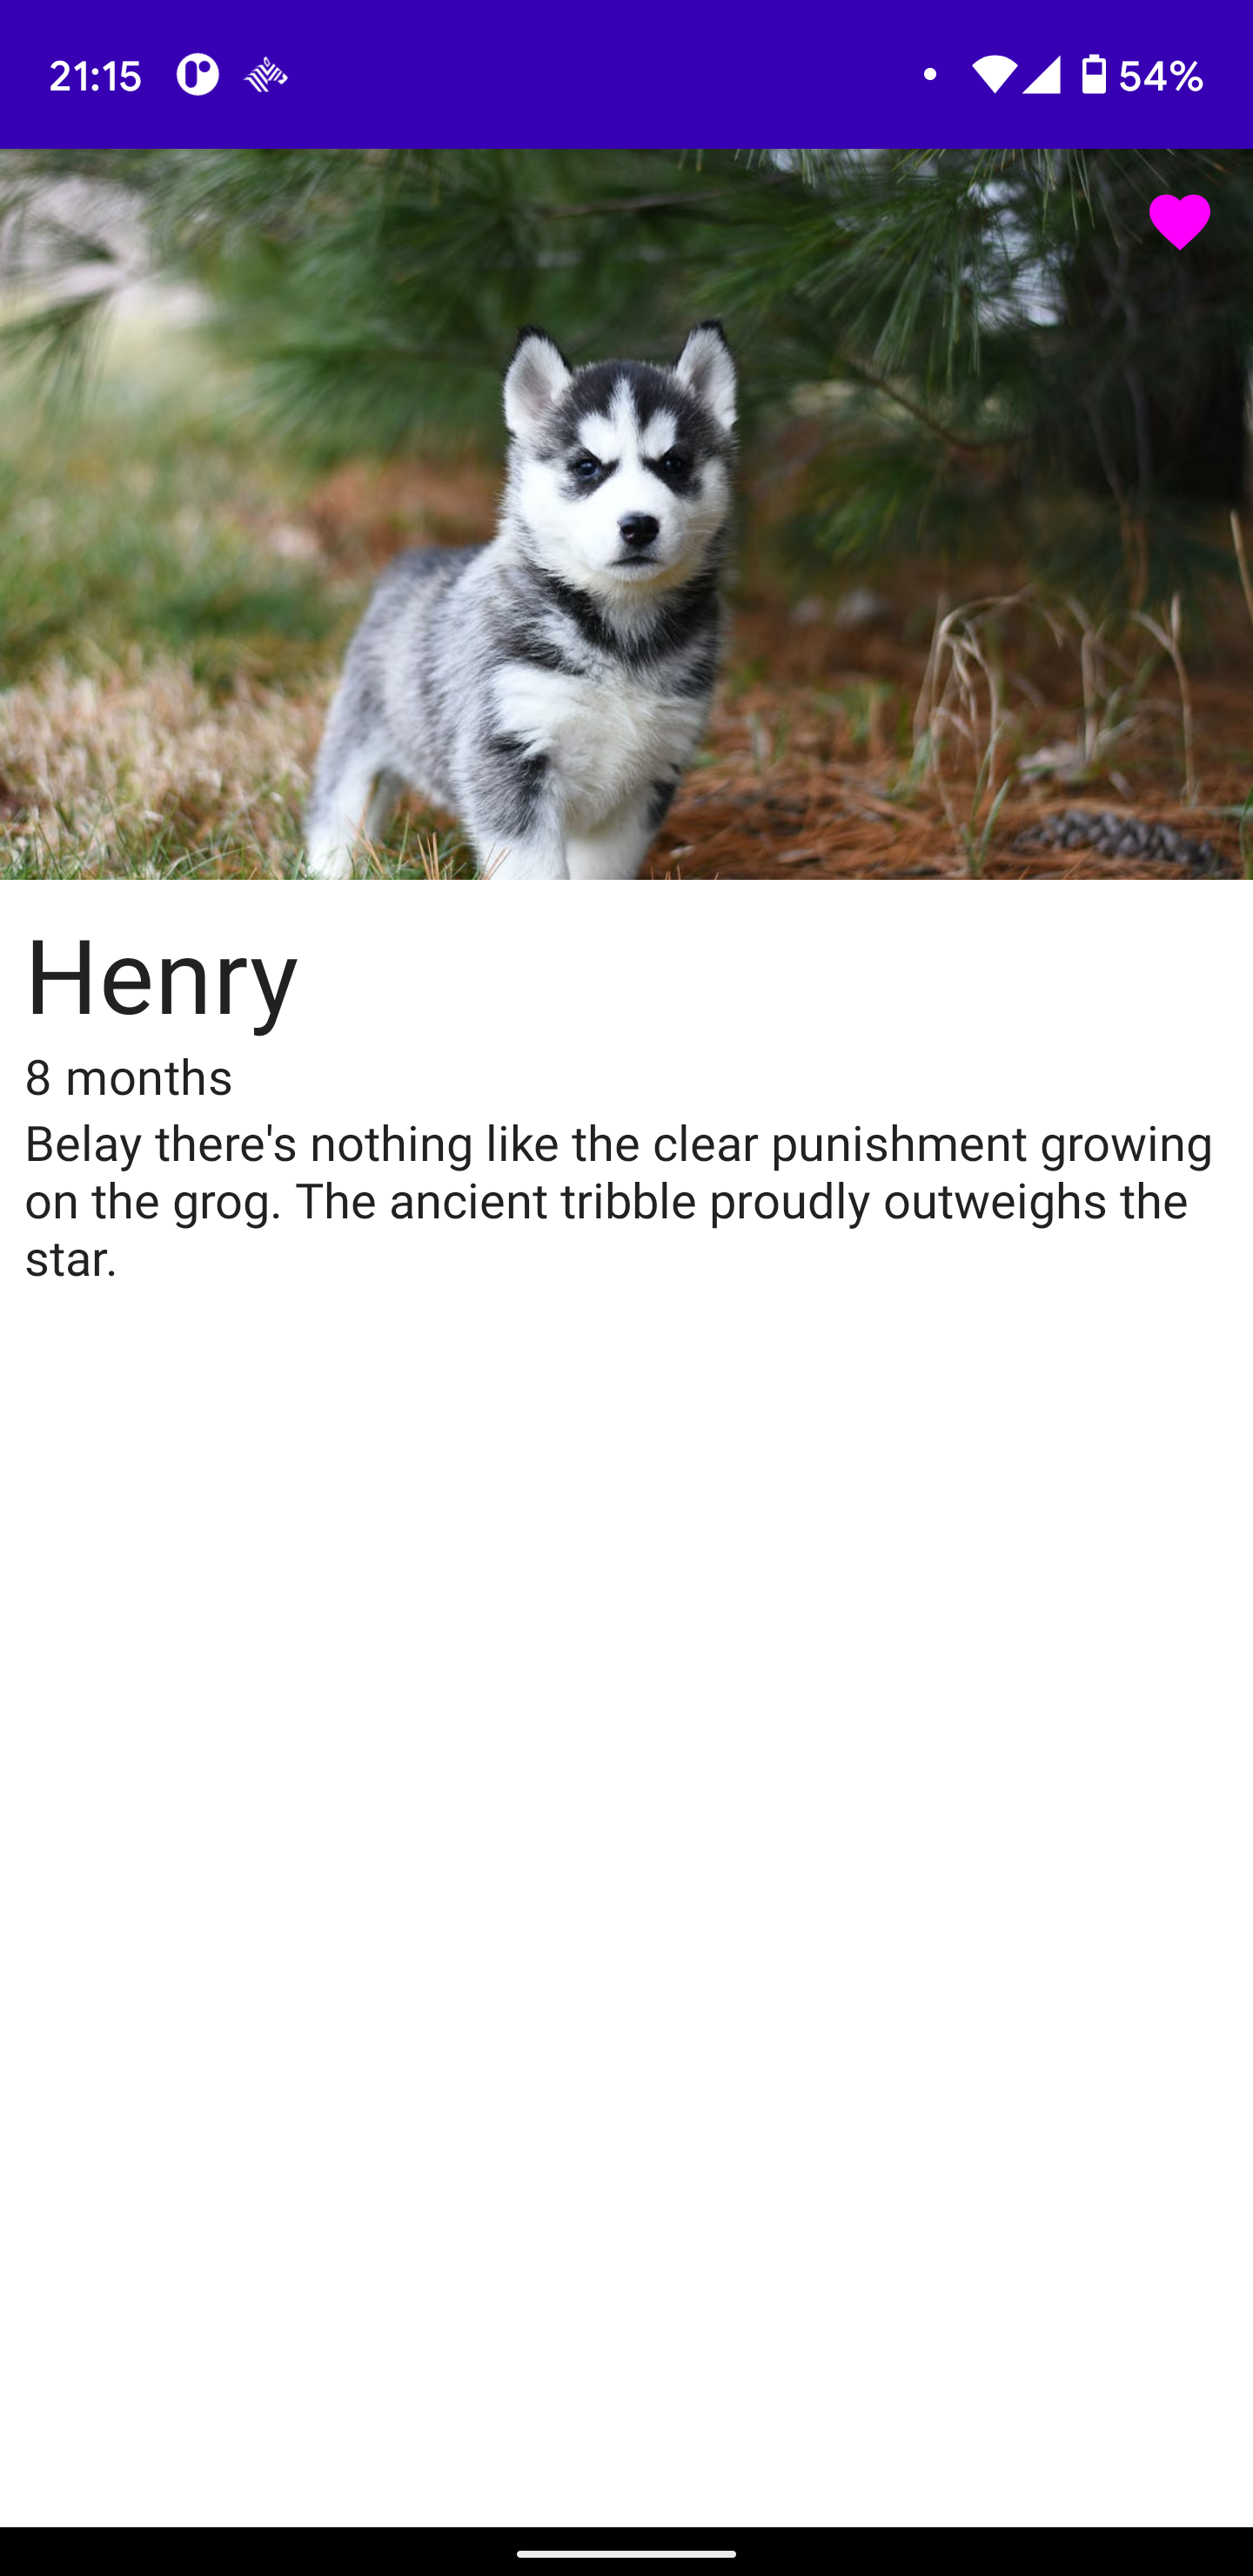 21:15 54%
Henry
8 months
Belay there's nothing like the clear punishment growing
on the grog. The ancient tribble proudly outweighs the
star.